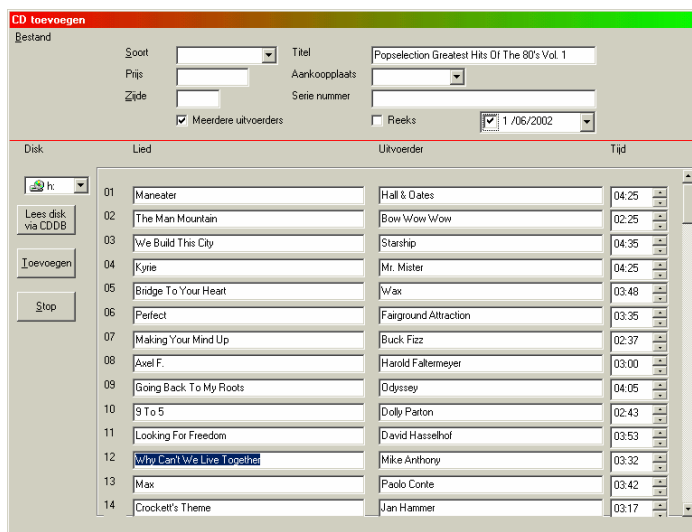 CD toevoegen
Bestand
Soort Titel Popselection Greatest Hits Of The 80's Vol. 1
Prijs Aankoopplaats
Zijde Serie nummer
Meerdere uitvoerders Reeks 1 /06/2002
Disk Lied Uitvoerder Tijd
h:
01 Maneater Hall & Oates 04:25
Lees disk via CDDB
02 The Man Mountain Bow Wow Wow 02:25
03 We Build This City Starship 04:35
Toevoegen
04 Kyrie Mr. Mister 04:25
05 Bridge To Your Heart Wax 03:48
Stop
06 Perfect Fairground Attraction 03:35
07 Making Your Mind Up Buck Fizz 02:37
08 Axel F. Harold Faltermeyer 03:00
09 Going Back To My Roots Odyssey 04:05
10 9 To 5 Dolly Parton 02:43
11 Looking For Freedom David Hasselhof 03:53
12 Why Can't We Live Together Mike Anthony 03:32
13 Max Paolo Conte 03:42
14 Crockett's Theme Jan Hammer 03:17